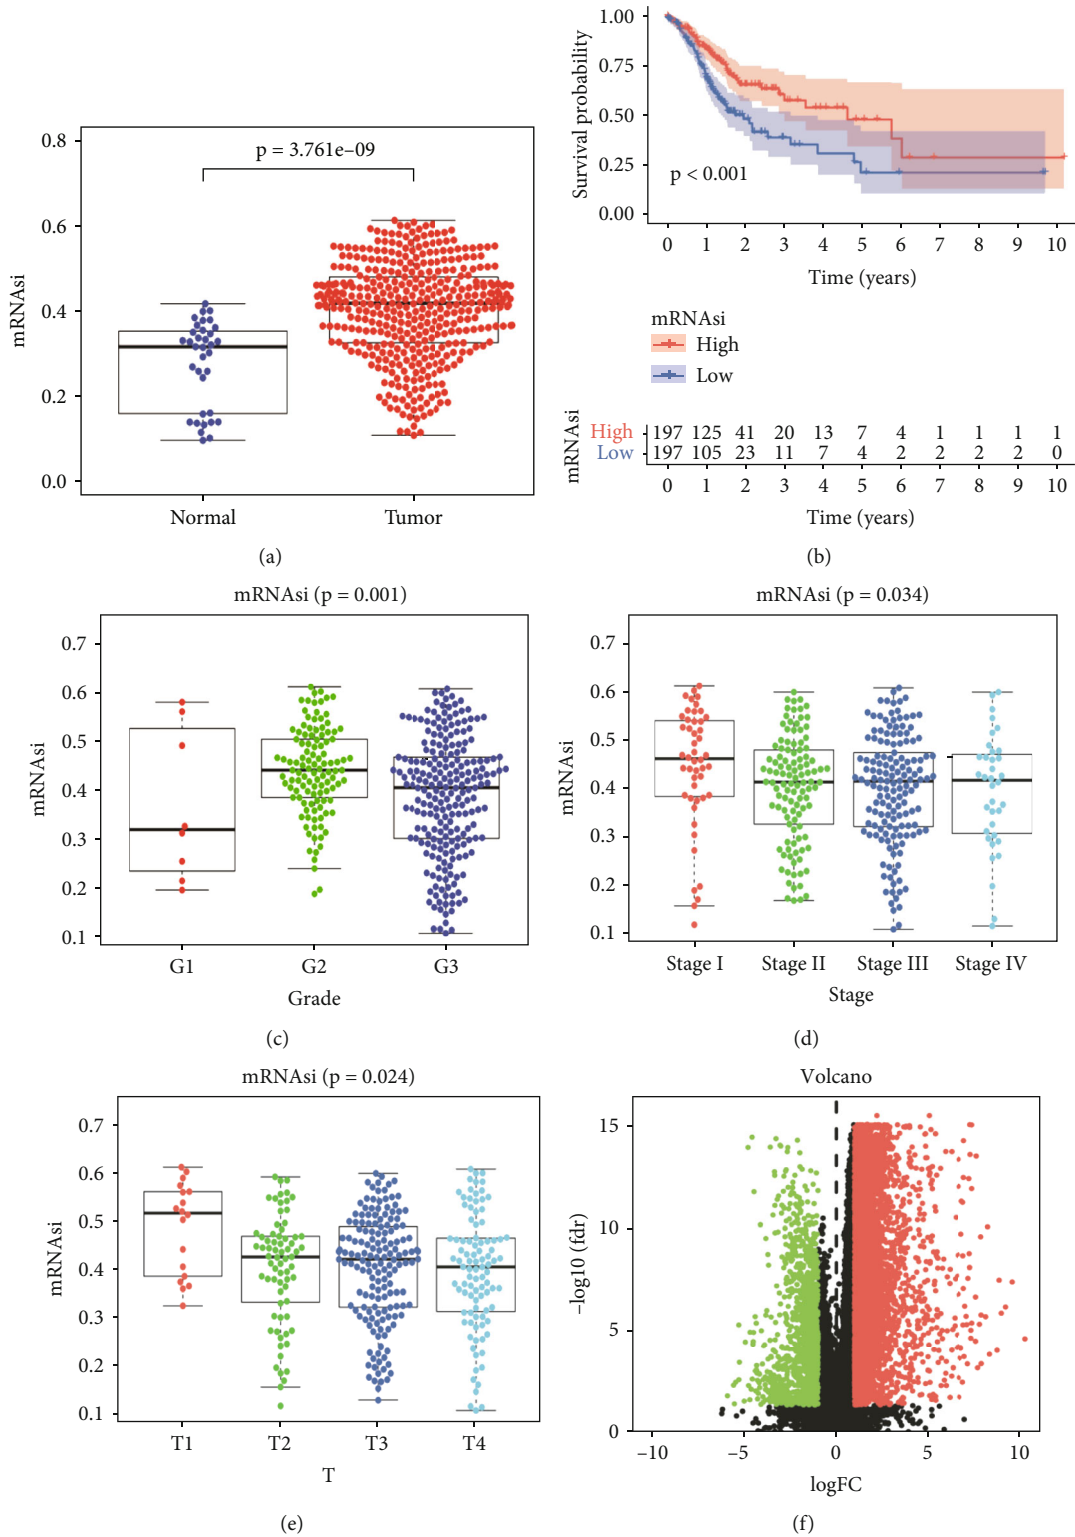 0.8
0.6
0.4
0.2
0.0
mRNAsi
p = 3.761e–09
Normal Tumor
(a)
1.00
0.75
0.50
0.25
0.00
Survival probability
p < 0.001
0 1 2 3 4 5 6 7 8 9 10
Time (years)
mRNAsi
High
Low
mRNAsi
High 197 125 41 20 13 7 4 1 1 1 1
Low 197 105 23 11 7 4 2 2 2 2 0
0 1 2 3 4 5 6 7 8 9 10
Time (years)
(b)
mRNAsi (p = 0.001)
0.7
0.6
0.5
0.4
0.3
0.2
0.1
mRNAsi
G1 G2 G3
Grade
(c)
mRNAsi (p = 0.034)
0.7
0.6
0.5
0.4
0.3
0.2
0.1
mRNAsi
Stage I Stage II Stage III Stage IV
Stage
(d)
mRNAsi (p = 0.024)
0.7
0.6
0.5
0.4
0.3
0.2
0.1
mRNAsi
T1 T2 T3 T4
T
(e)
Volcano
15
10
5
0
–log10 (fdr)
–10 –5 0 5 10
logFC
(f)